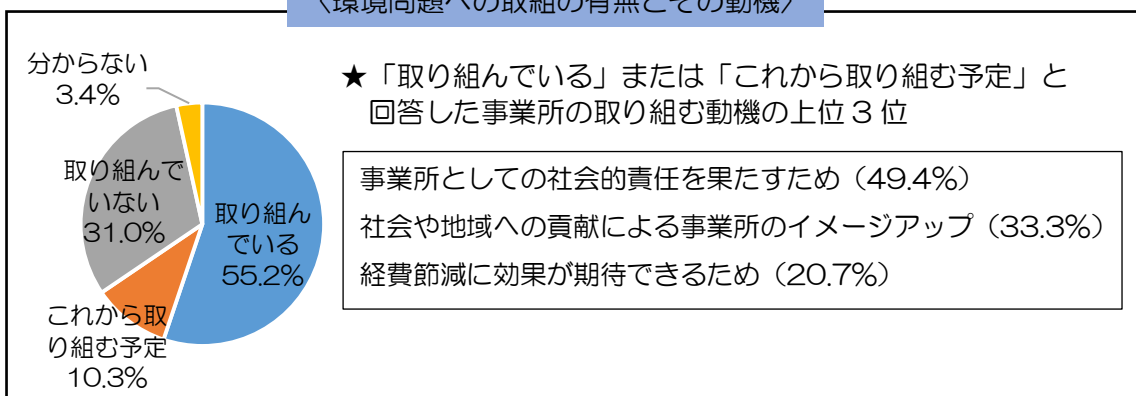 〈環境問題への取組の有無とその動機〉
分からない
3.4%
取り組んで
いない
31.0%
取り組ん
でいる
55.2%
これから取
り組む予定
10.3%
★「取り組んでいる」または「これから取り組む予定」と
回答した事業所の取り組む動機の上位３位
事業所としての社会的責任を果たすため（49.4%）
社会や地域への貢献による事業所のイメージアップ（33.3%）
経費節減に効果が期待できるため（20.7%）